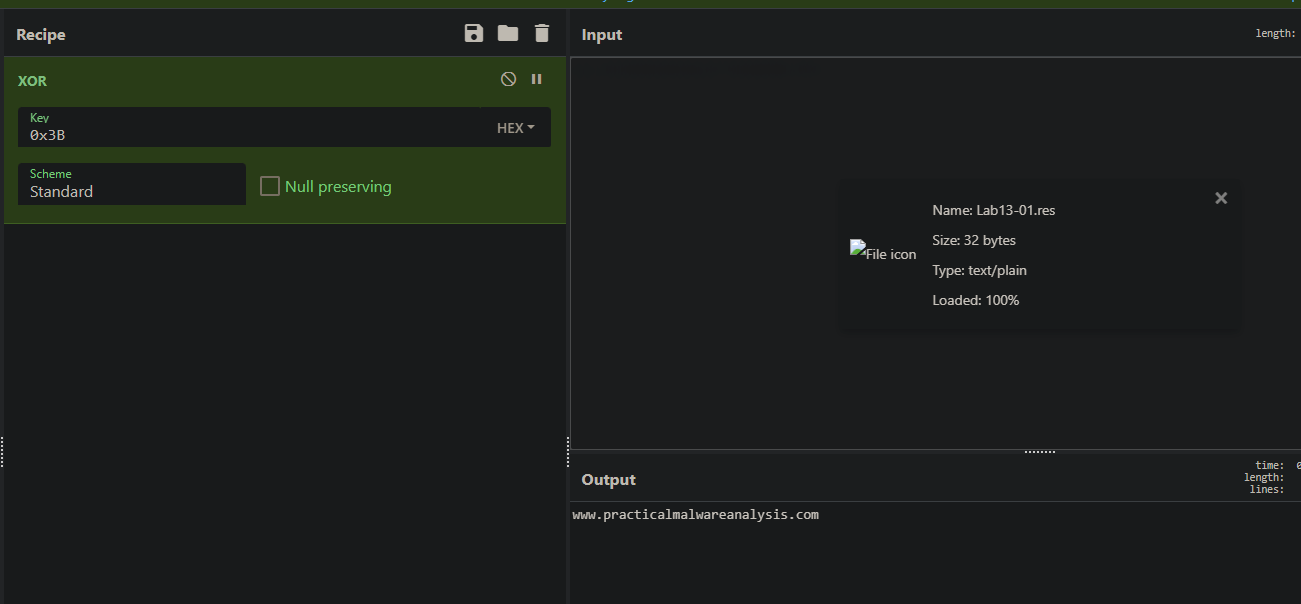 Recipe
XOR
Key
0x3B
HEX
Scheme
Standard
Null preserving
Input
length:
File icon
Name: Lab13-01.res
Size: 32 bytes
Type: text/plain
Loaded: 100%
Output
time:
length:
lines:
www.practicalmalwareanalysis.com